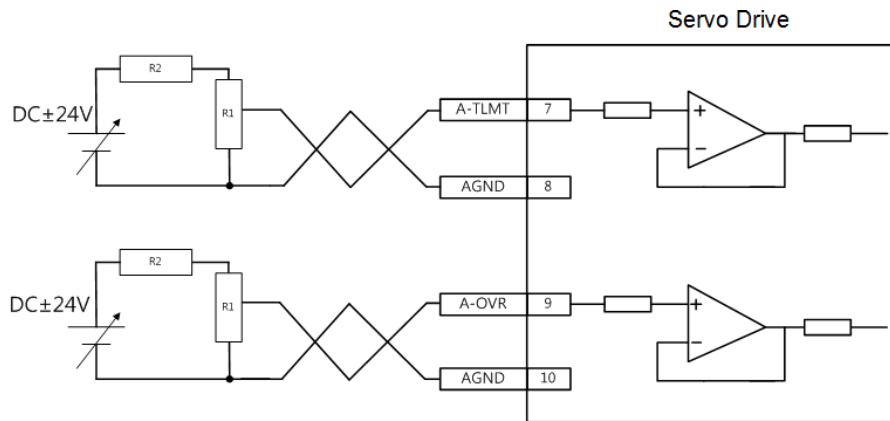 Servo Drive
R2
DC±24V
R1
A-TLMT 7
+
−
AGND 8
R2
DC±24V
R1
A-OVR 9
+
−
AGND 10